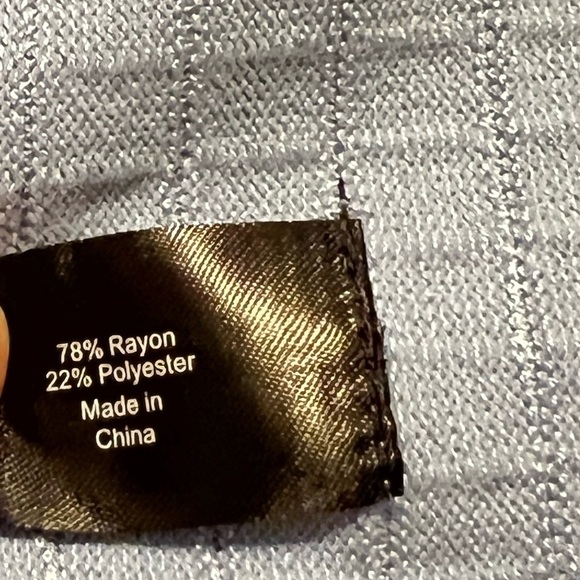 78% Rayon
22% Polyester
Made in
China